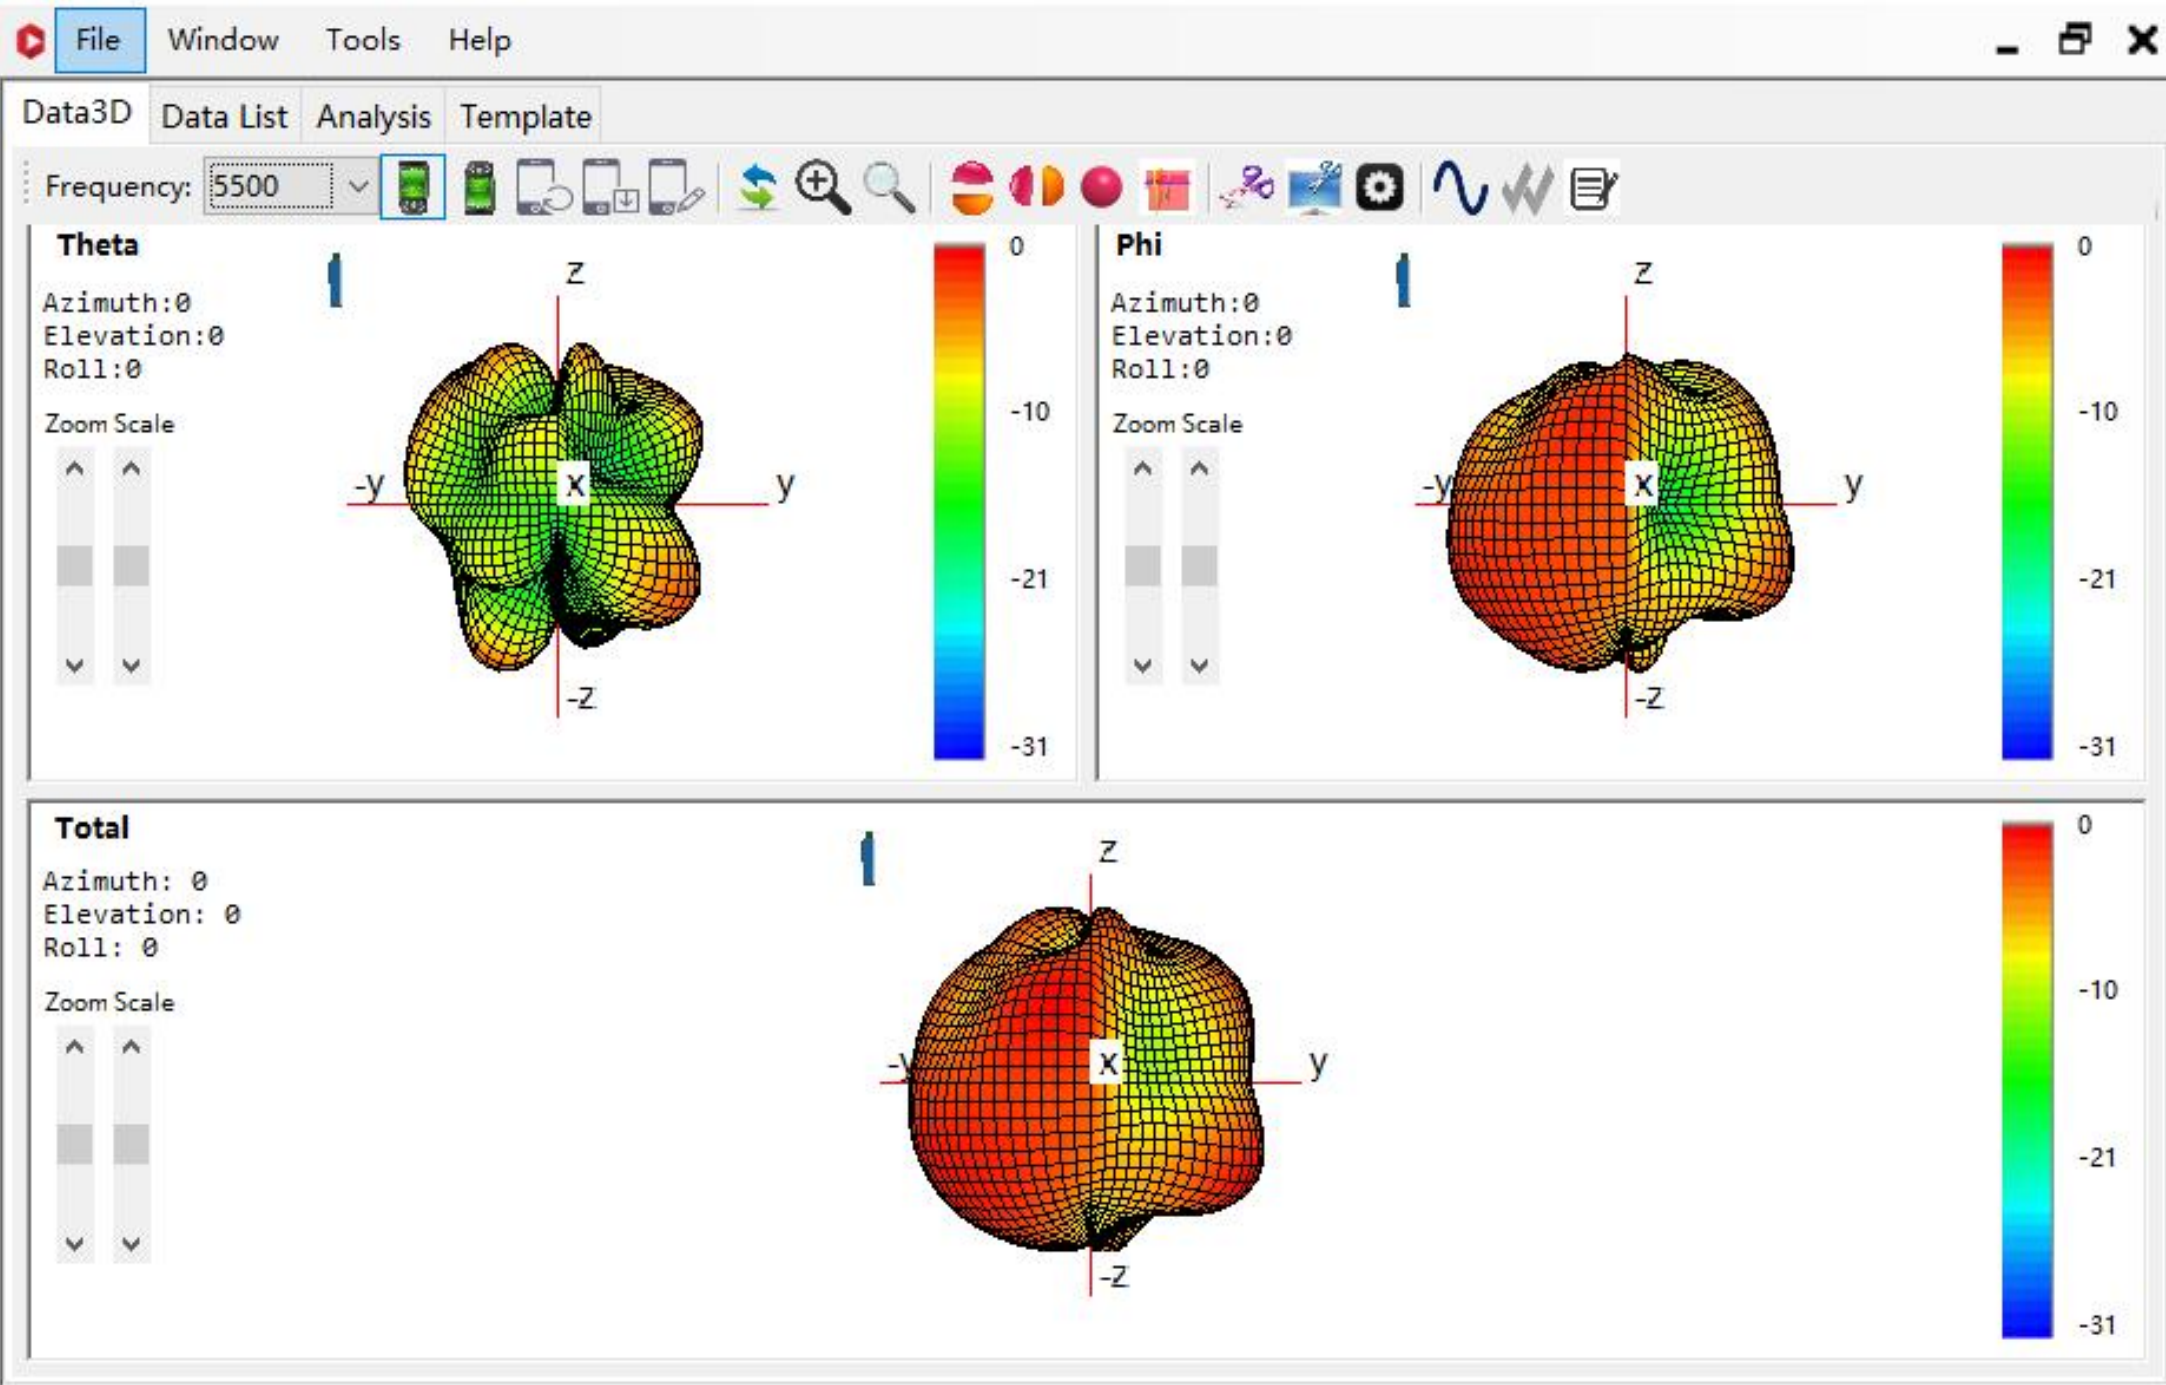 File Window Tools Help
Data3D Data List Analysis Template
Frequency: 5500
Theta
Azimuth:0
Elevation:0
Roll:0
Zoom Scale
z
-y
x
y
-z
0
-10
-21
-31
Phi
Azimuth:0
Elevation:0
Roll:0
Zoom Scale
z
-y
x
y
-z
0
-10
-21
-31
Total
Azimuth: 0
Elevation: 0
Roll: 0
Zoom Scale
z
-y
x
y
-z
0
-10
-21
-31